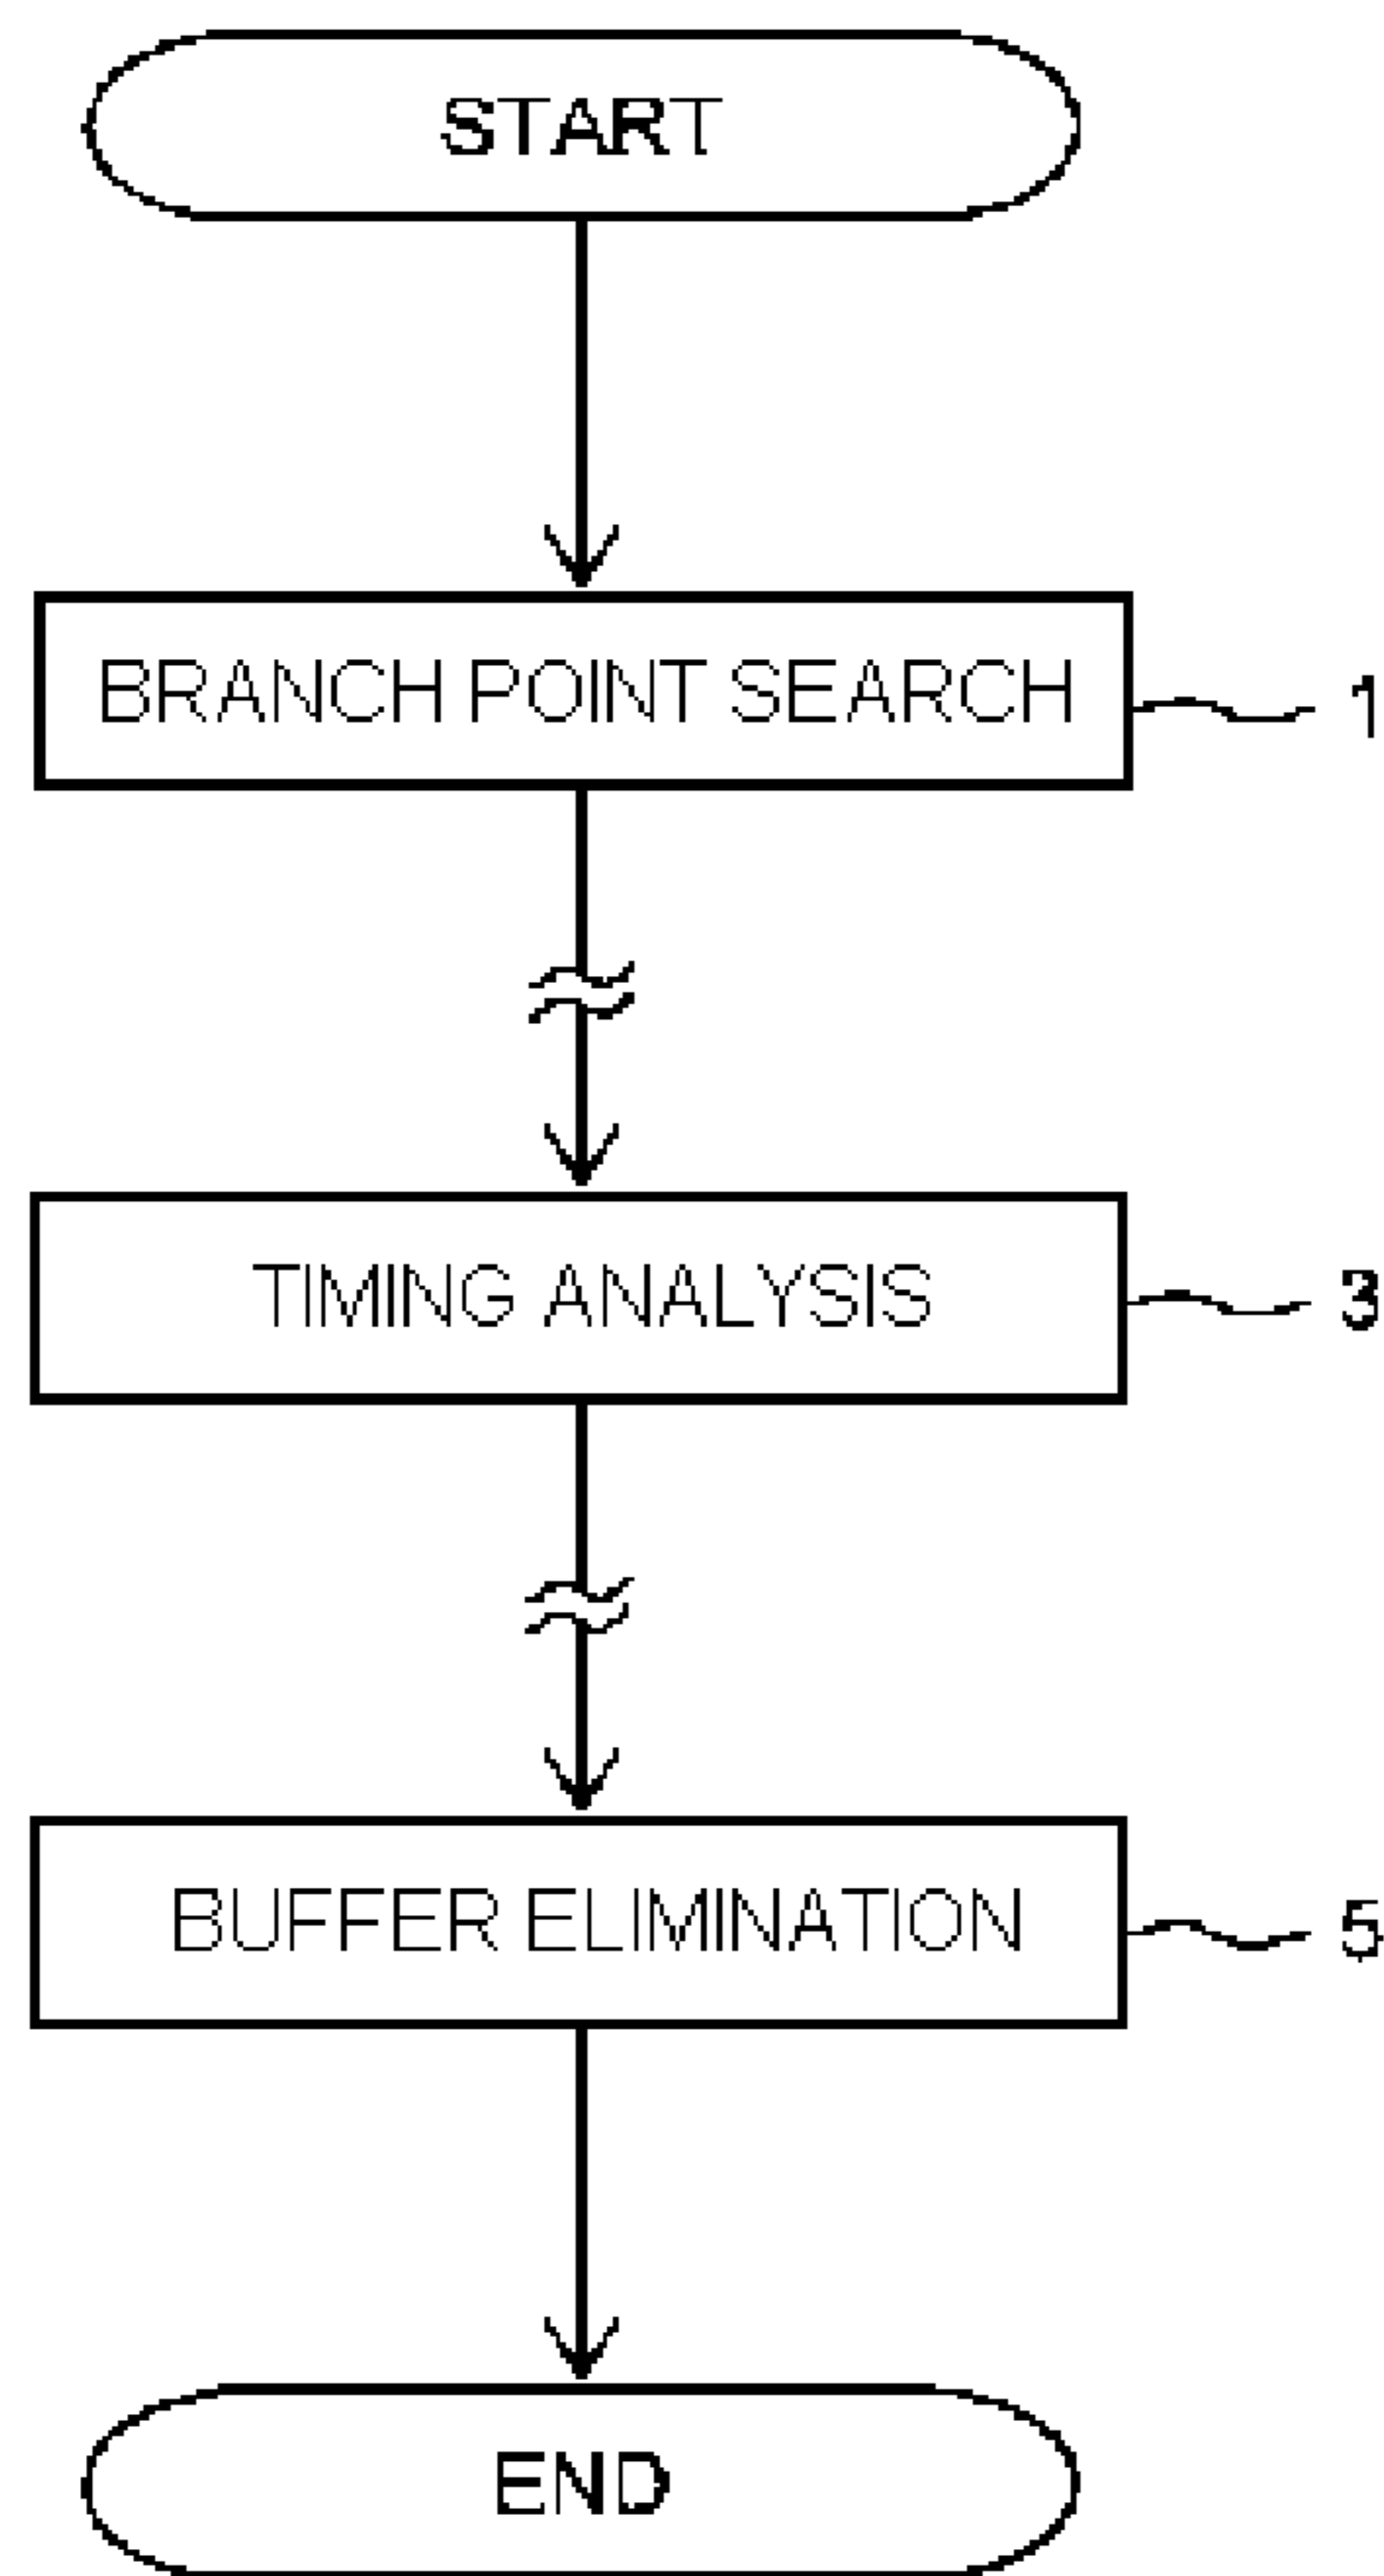 START
BRANCH POINT SEARCH
1
TIMING ANALYSIS
3
BUFFER ELIMINATION
5
END